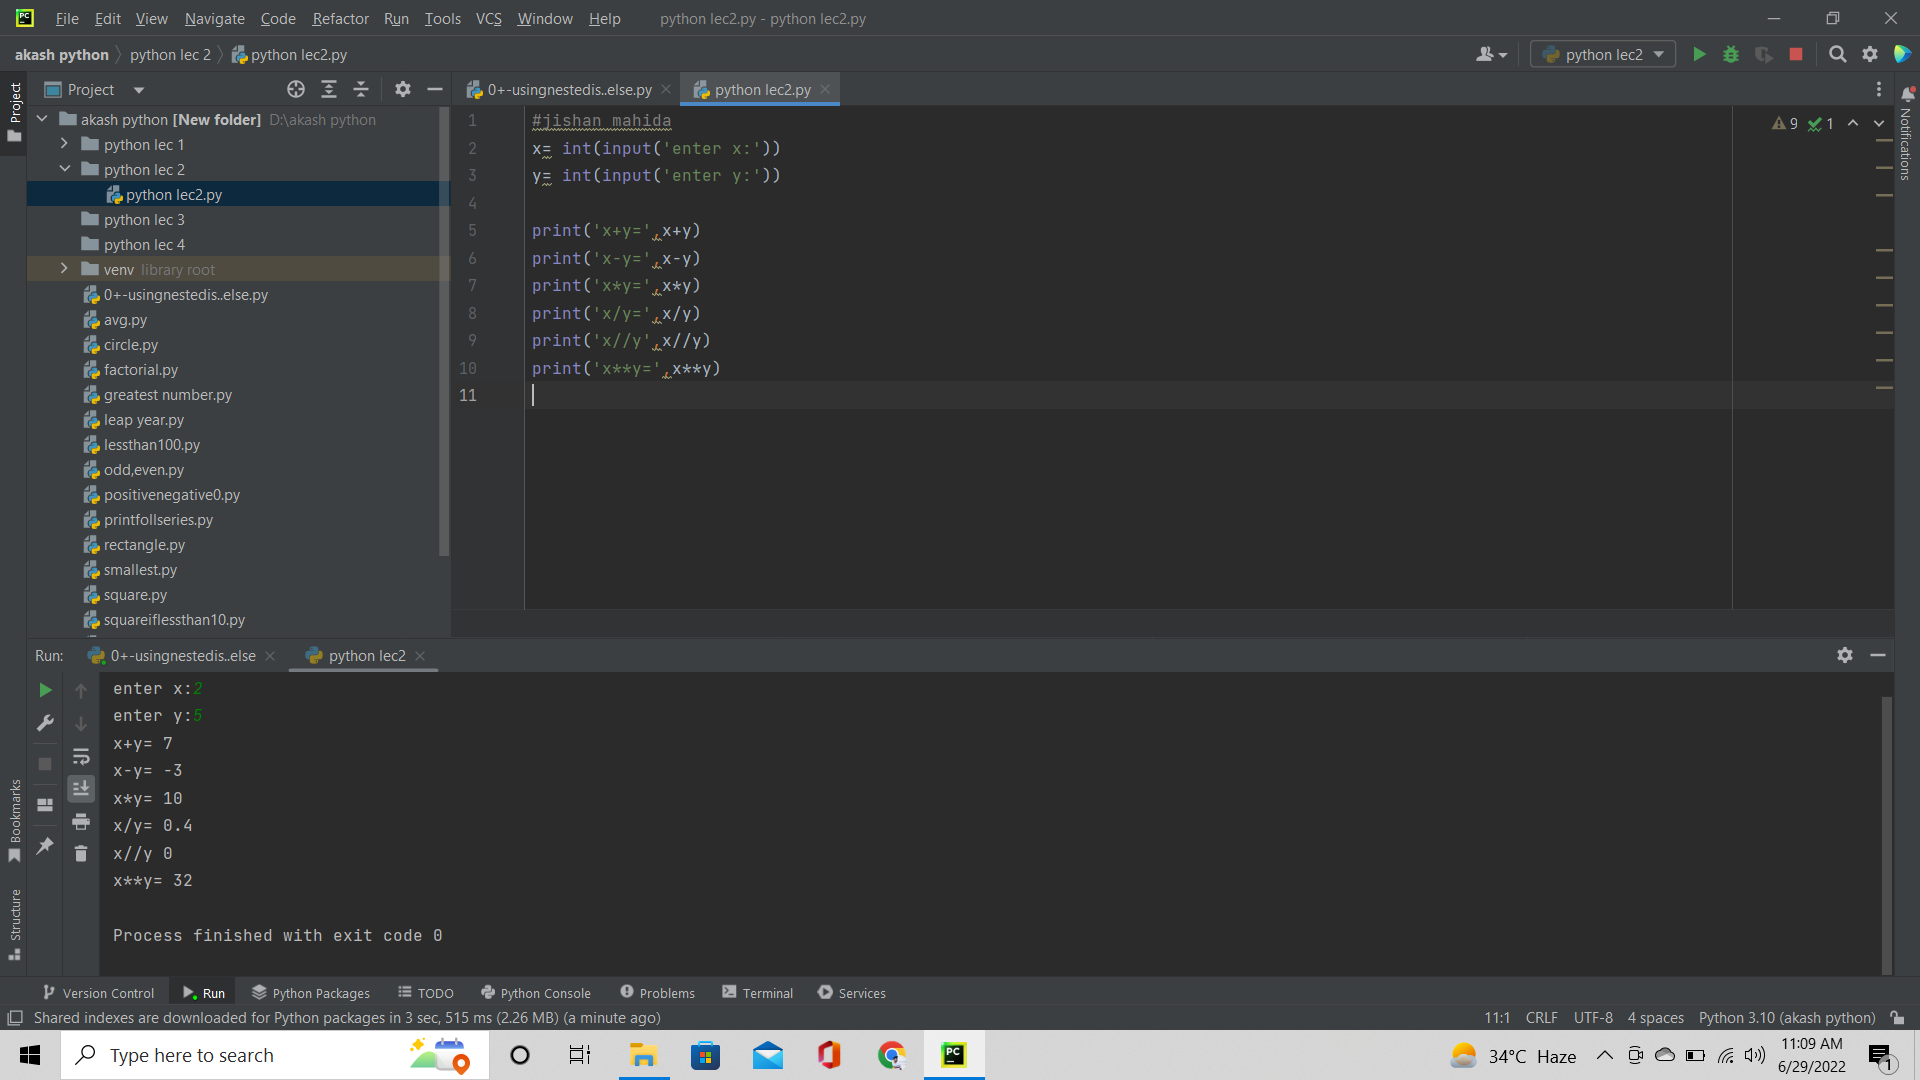 File Edit View Navigate Code Refactor Run Tools VCS Window Help python lec2.py - python lec2.py
akash python python lec 2 python lec2.py python lec2
Project
0+-usingnestedis..else.py python lec2.py
Project
akash python [New folder] D:\akash python
python lec 1
python lec 2
python lec2.py
python lec 3
python lec 4
venv library root
0+-usingnestedis..else.py
avg.py
circle.py
factorial.py
greatest number.py
leap year.py
lessthan100.py
odd,even.py
positivenegative0.py
printfollseries.py
rectangle.py
smallest.py
square.py
squareiflessthan10.py
1 #jishan mahida
2 x= int(input('enter x:'))
3 y= int(input('enter y:'))
4
5 print('x+y=',x+y)
6 print('x-y=',x-y)
7 print('x*y=',x*y)
8 print('x/y=',x/y)
9 print('x//y',x//y)
10 print('x**y=',x**y)
11
9 1
Notifications
Run: 0+-usingnestedis..else python lec2
enter x:2
enter y:5
x+y= 7
x-y= -3
x*y= 10
x/y= 0.4
x//y 0
x**y= 32
Process finished with exit code 0
Bookmarks
Structure
Version Control Run Python Packages TODO Python Console Problems Terminal Services
Shared indexes are downloaded for Python packages in 3 sec, 515 ms (2.26 MB) (a minute ago) 11:1 CRLF UTF-8 4 spaces Python 3.10 (akash python)
Type here to search
PC
34°C Haze
11:09 AM
6/29/2022
1